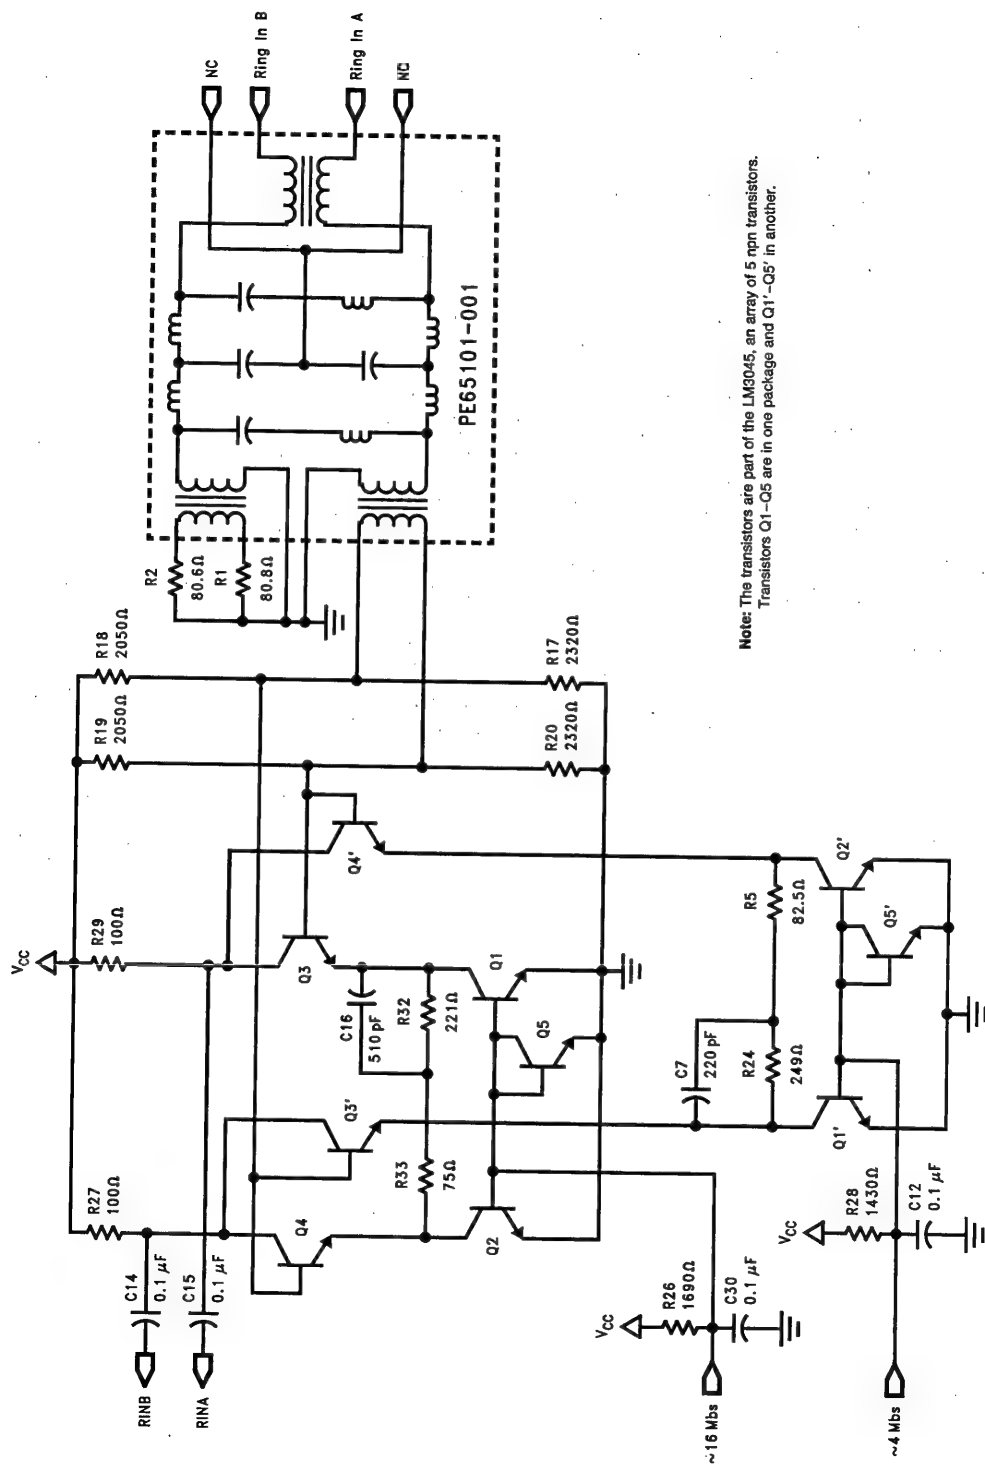 NC
Ring In B
Ring In A
NC
PE65101-001
R2
80.6Ω
R1
80.8Ω
R18
2050Ω
R19
2050Ω
R17
2320Ω
R20
2320Ω
VCC
R29
100Ω
Q4'
Q3
C16
510 pF
R32
221Ω
Q1
Q5
R27
100Ω
Q3'
Q4
R33
75Ω
Q2
C14
0.1 µF
C15
0.1 µF
RINB
RINA
R5
82.5Ω
Q2'
Q5'
C7
220 pF
R24
249Ω
Q1'
VCC
R28
1430Ω
C12
0.1 µF
VCC
R26
1690Ω
C30
0.1 µF
~16 Mbs
~4 Mbs
Note: The transistors are part of the LM3045, an array of 5 npn transistors.
Transistors Q1–Q5 are in one package and Q1'–Q5' in another.